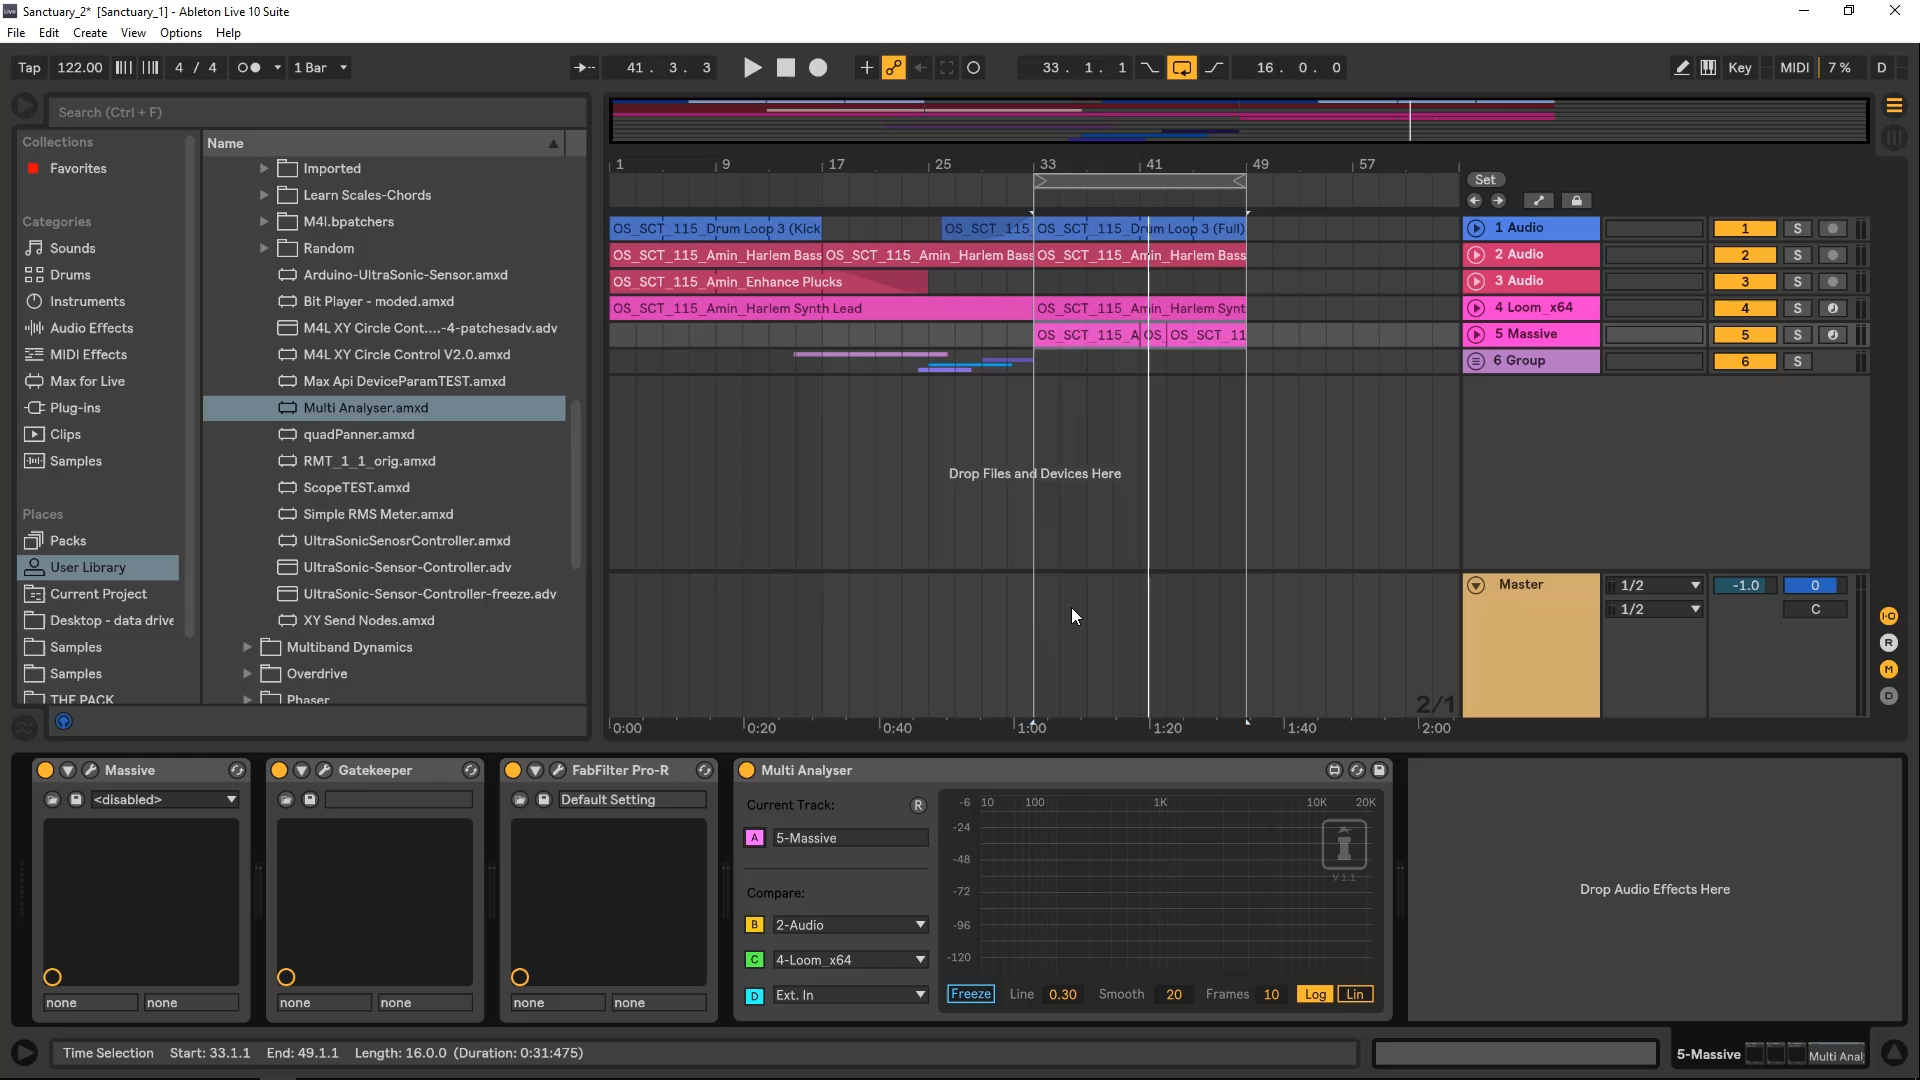 Sanctuary_2* [Sanctuary_1] - Ableton Live 10 Suite
File Edit Create View Options Help
Tap 122.00 4 / 4 1 Bar 41. 3. 3 33. 1. 1 16. 0. 0 Key MIDI 7 % D
Search (Ctrl + F)
Collections
Favorites
Categories
Sounds
Drums
Instruments
Audio Effects
MIDI Effects
Max for Live
Plug-ins
Clips
Samples
Places
Packs
User Library
Current Project
Desktop - data drive
Samples
Samples
THE PACK
Name
Imported
Learn Scales-Chords
M4l.bpatchers
Random
Arduino-UltraSonic-Sensor.amxd
Bit Player - moded.amxd
M4L XY Circle Cont....-4-patchesadv.adv
M4L XY Circle Control V2.0.amxd
Max Api DeviceParamTEST.amxd
Multi Analyser.amxd
quadPanner.amxd
RMT_1_1_orig.amxd
ScopeTEST.amxd
Simple RMS Meter.amxd
UltraSonicSenosrController.amxd
UltraSonic-Sensor-Controller.adv
UltraSonic-Sensor-Controller-freeze.adv
XY Send Nodes.amxd
Multiband Dynamics
Overdrive
Phaser
1 9 17 25 33 41 49 57
Set
OS_SCT_115_Drum Loop 3 (Kick OS_SCT_115 OS_SCT_115_Drum Loop 3 (Full)
OS_SCT_115_Amin_Harlem Bass OS_SCT_115_Amin_Harlem Bass OS_SCT_115_Amin_Harlem Bass
OS_SCT_115_Amin_Enhance Plucks
OS_SCT_115_Amin_Harlem Synth Lead OS_SCT_115_Amin_Harlem Synt
OS_SCT_115_A OS_ OS_SCT_11
1 Audio 1 S
2 Audio 2 S
3 Audio 3 S
4 Loom_x64 4 S
5 Massive 5 S
6 Group 6 S
Drop Files and Devices Here
Master 1/2 -1.0 0
1/2 C
I·O
R
M
D
2/1
0:00 0:20 0:40 1:00 1:20 1:40 2:00
Massive
<disabled>
none none
Gatekeeper
none none
FabFilter Pro-R
Default Setting
none none
Multi Analyser
Current Track: R
A 5-Massive
Compare:
B 2-Audio
C 4-Loom_x64
D Ext. In
-6 10 100 1K 10K 20K
-24
-48
-72
-96
-120
V 1.1
Freeze Line 0.30 Smooth 20 Frames 10 Log Lin
Drop Audio Effects Here
Time Selection Start: 33.1.1 End: 49.1.1 Length: 16.0.0 (Duration: 0:31:475)
5-Massive Multi Anal